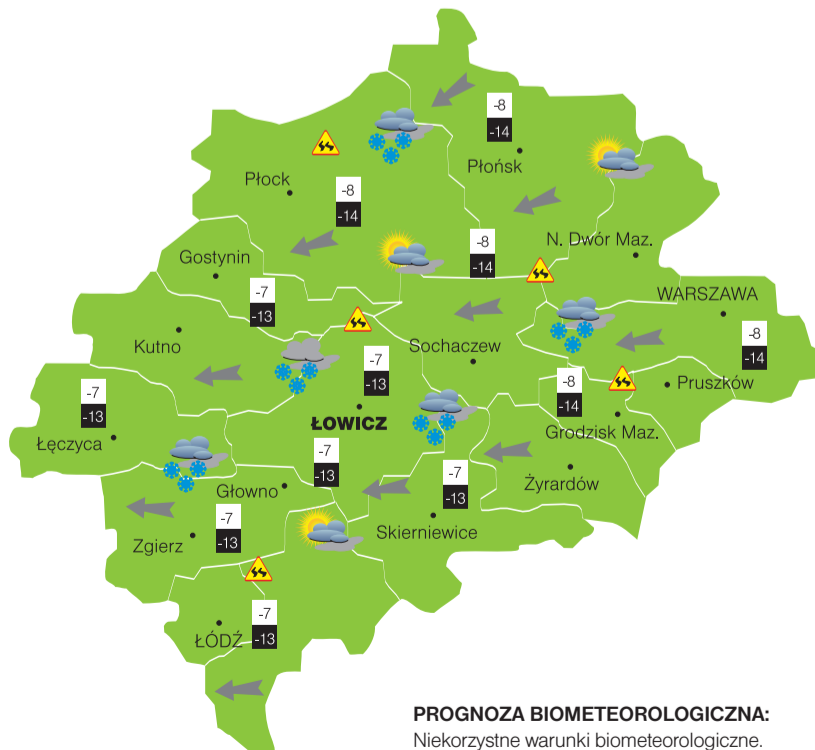 -8
-14
Płońsk
Płock
-8
-14
-8
-14
N. Dwór Maz.
Gostynin
-7
-13
WARSZAWA
-8
-14
Kutno
Sochaczew
-7
-13
-8
-14
Pruszków
-7
-13
ŁOWICZ
Grodzisk Maz.
Łęczyca
-7
-13
-7
-13
Żyrardów
Głowno
Skierniewice
-7
-13
Zgierz
-7
-13
ŁÓDŹ
PROGNOZA BIOMETEOROLOGICZNA:
Niekorzystne warunki biometeorologiczne.